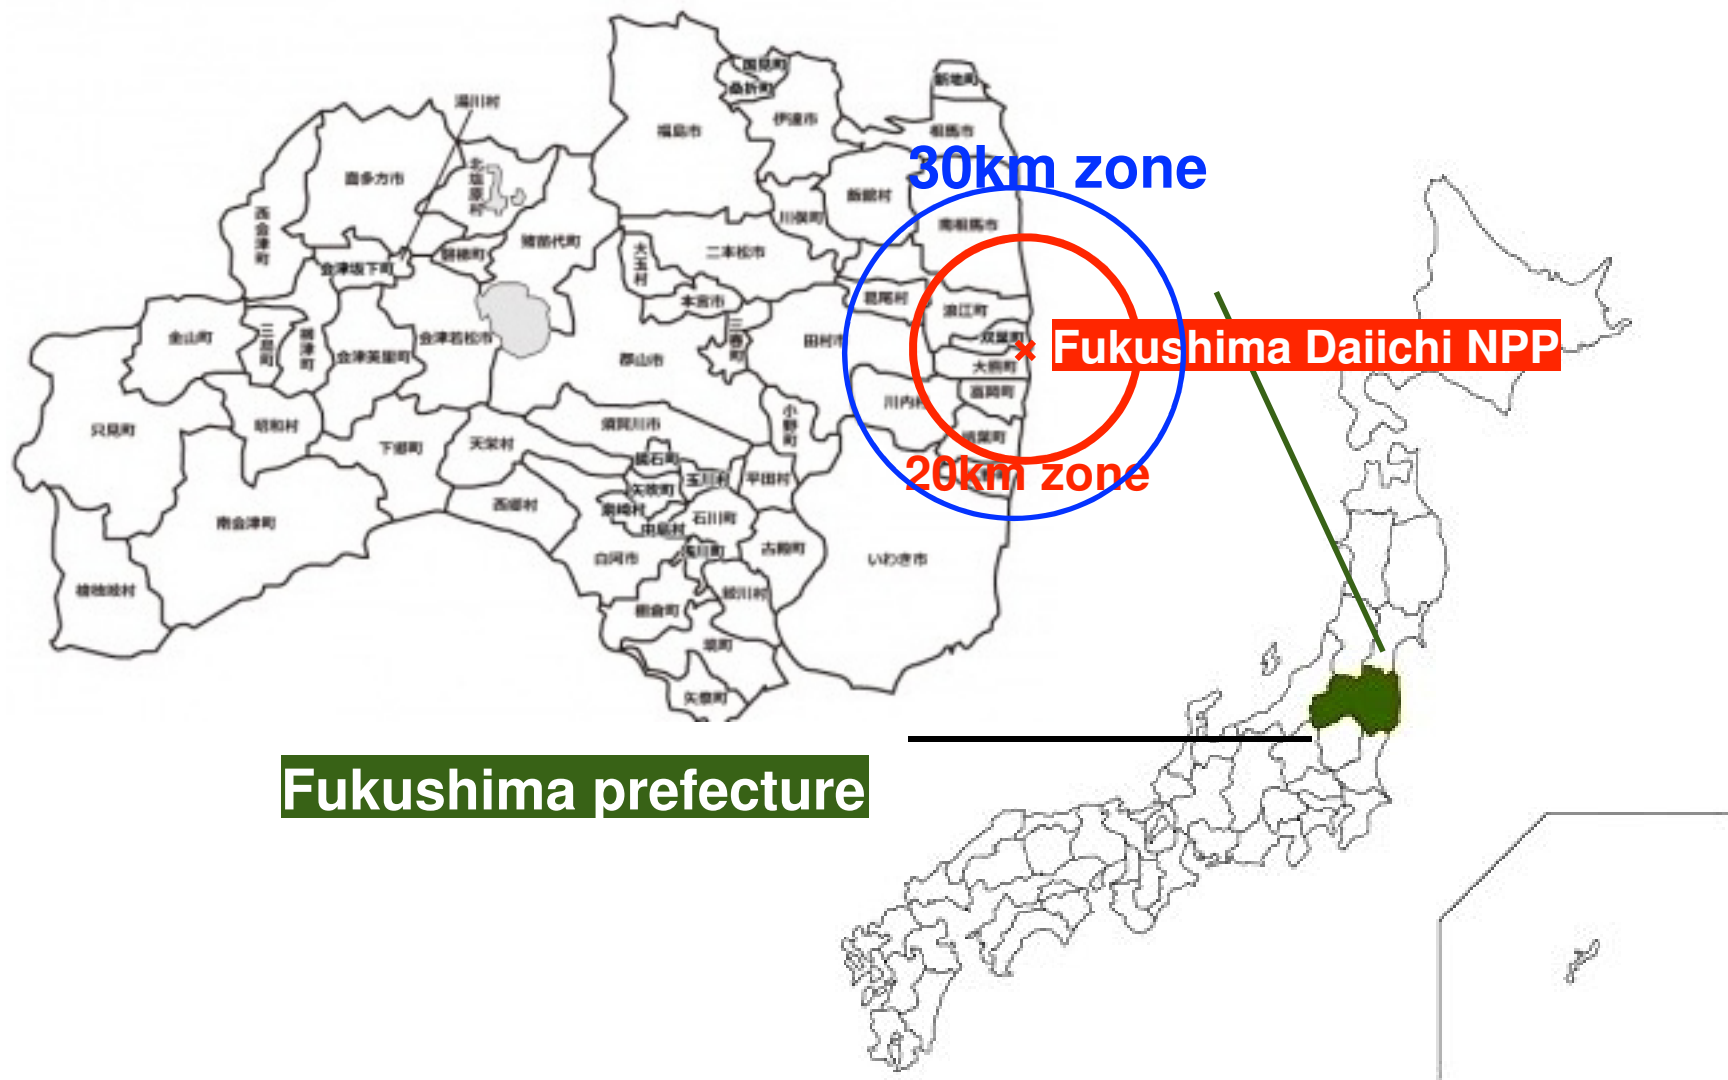 国見町
桑折町
新地町
湯川村
伊達市
福島市
相馬市
30km zone
北塩原村
喜多方市
飯舘村
川俣町
南相馬市
西会津町
猪苗代町
二本松市
大玉村
磐梯町
会津坂下町
本宮市
葛尾村
浪江町
金山町
三島町
柳津町
会津若松市
三春町
田村市
双葉町
Fukushima Daiichi NPP
会津美里町
郡山市
大熊町
富岡町
川内村
只見町
昭和村
下郷町
天栄村
須賀川市
小野町
楢葉町
20km zone
鏡石町
玉川村
平田村
矢吹町
西郷村
泉崎村
中島村
石川町
南会津町
浅川町
古殿町
白河市
いわき市
檜枝岐村
棚倉町
鮫川村
塙町
矢祭町
Fukushima prefecture